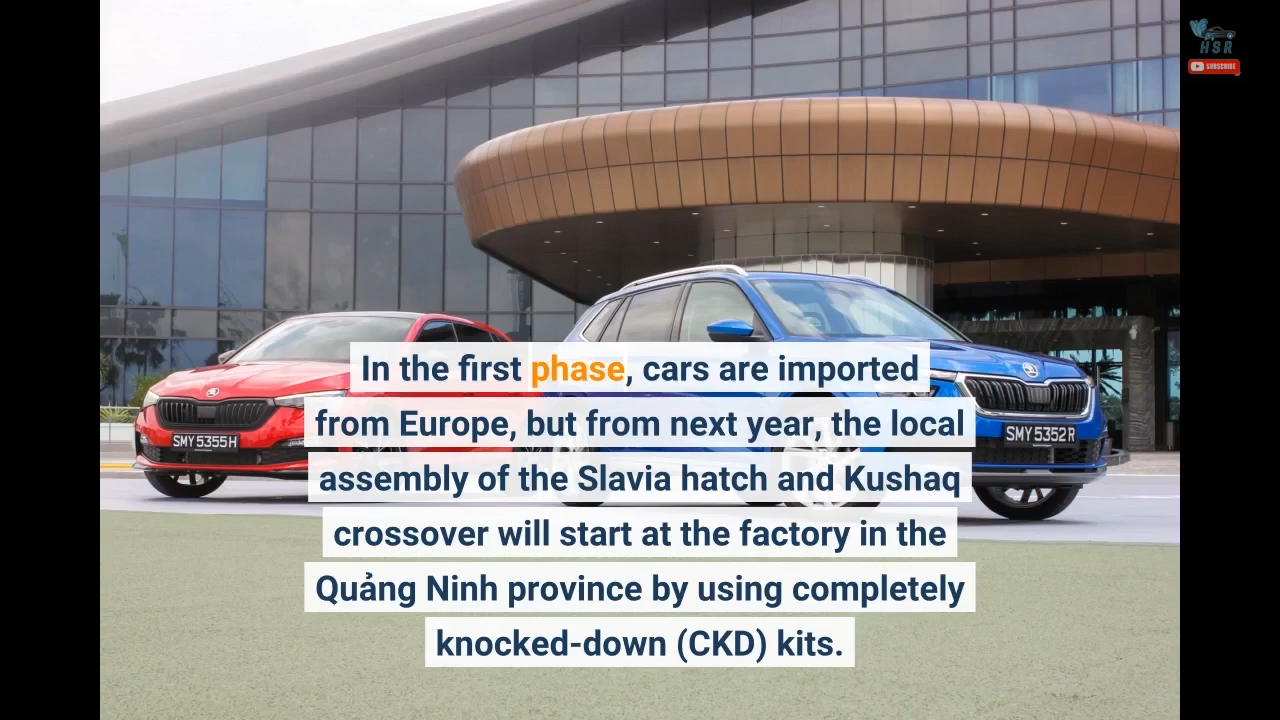 HSR
SUBSCRIBE
In the first phase, cars are imported
from Europe, but from next year, the local
assembly of the Slavia hatch and Kushaq
crossover will start at the factory in the
Quảng Ninh province by using completely
knocked-down (CKD) kits.
SMY 5355 H
SMY 5352 R